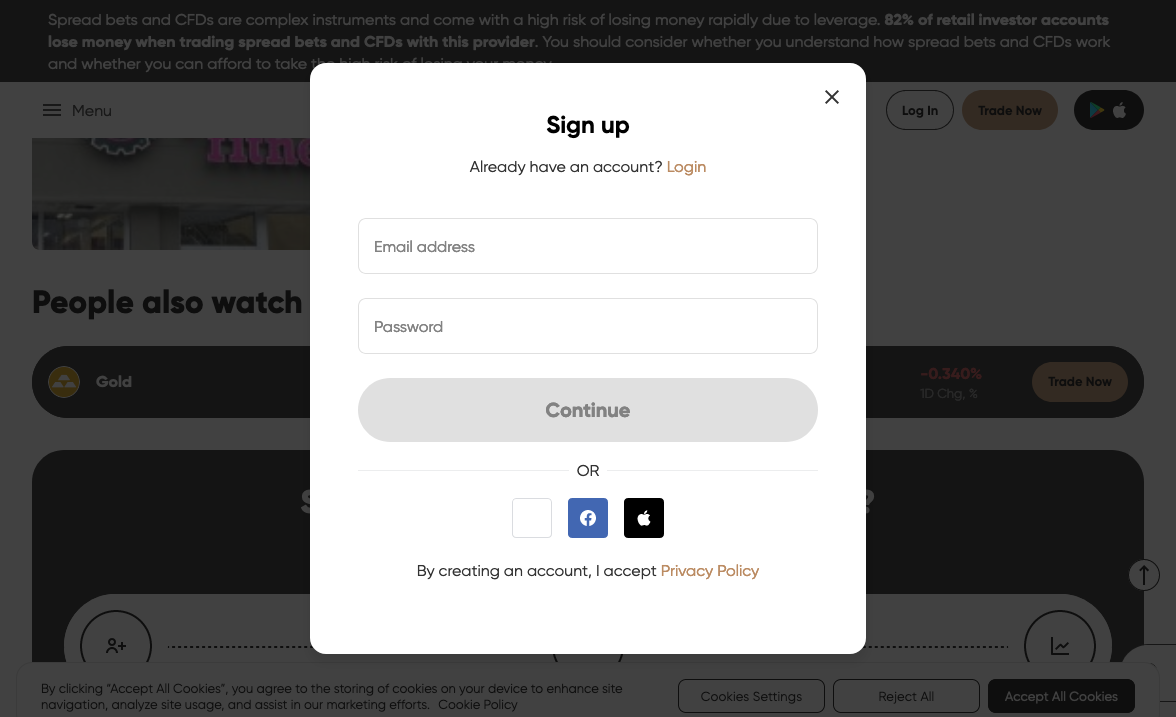 Spread bets and CFDs are complex instruments and come with a high risk of losing money rapidly due to leverage. 82% of retail investor accounts
lose money when trading spread bets and CFDs with this provider. You should consider whether you understand how spread bets and CFDs work
and whether you can afford to take the high risk of losing your money.
Menu
Log In
Trade Now
Sign up
Already have an account? Login
Email address
People also watch
Password
Gold
-0.340%
1D Chg, %
Trade Now
Continue
OR
S
?
By creating an account, I accept Privacy Policy
By clicking “Accept All Cookies”, you agree to the storing of cookies on your device to enhance site
navigation, analyze site usage, and assist in our marketing efforts. Cookie Policy
Cookies Settings
Reject All
Accept All Cookies